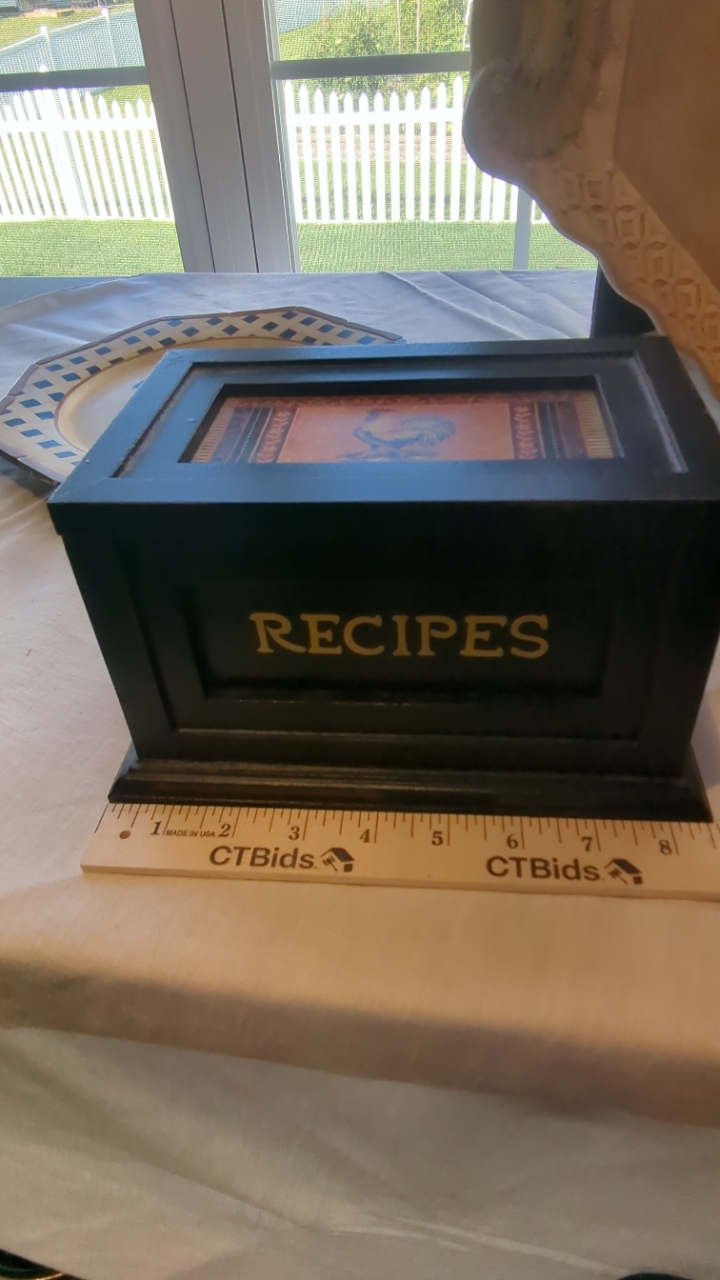 RECIPES
1 MADE IN USA 2 3 4 5 6 7 8
CTBids. CTBids.